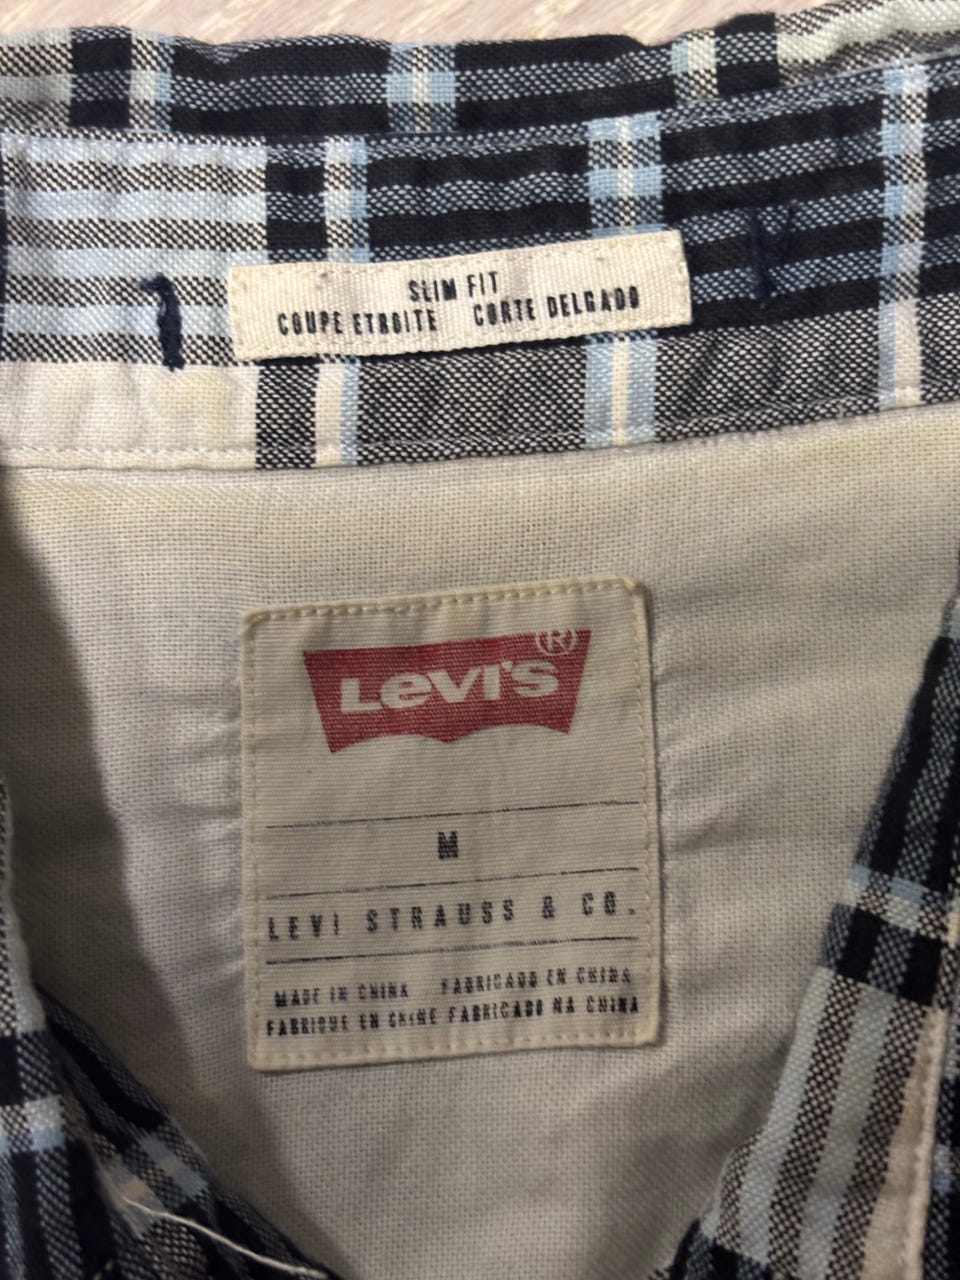 SLIM FIT
COUPE ETROITE CORTE DELGADO
Levi's®
M
LEVI STRAUSS & CO.
MADE IN CHINA FABRICADO EN CHINA
FABRIQUE EN CHINE FABRICADO NA CHINA